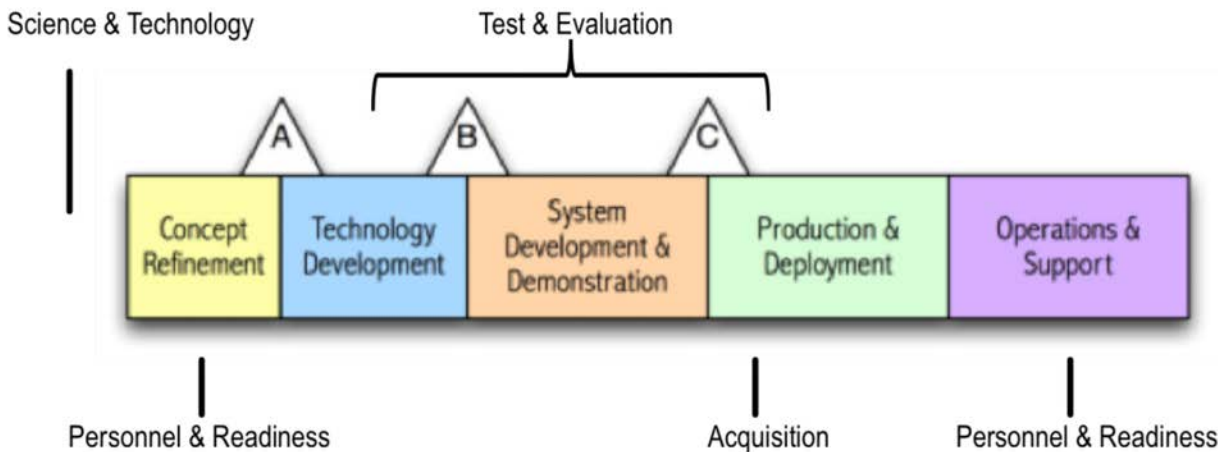 Science & Technology
Test & Evaluation
A
B
C
Concept
Refinement
Technology
Development
System
Development &
Demonstration
Production &
Deployment
Operations &
Support
Personnel & Readiness
Acquisition
Personnel & Readiness